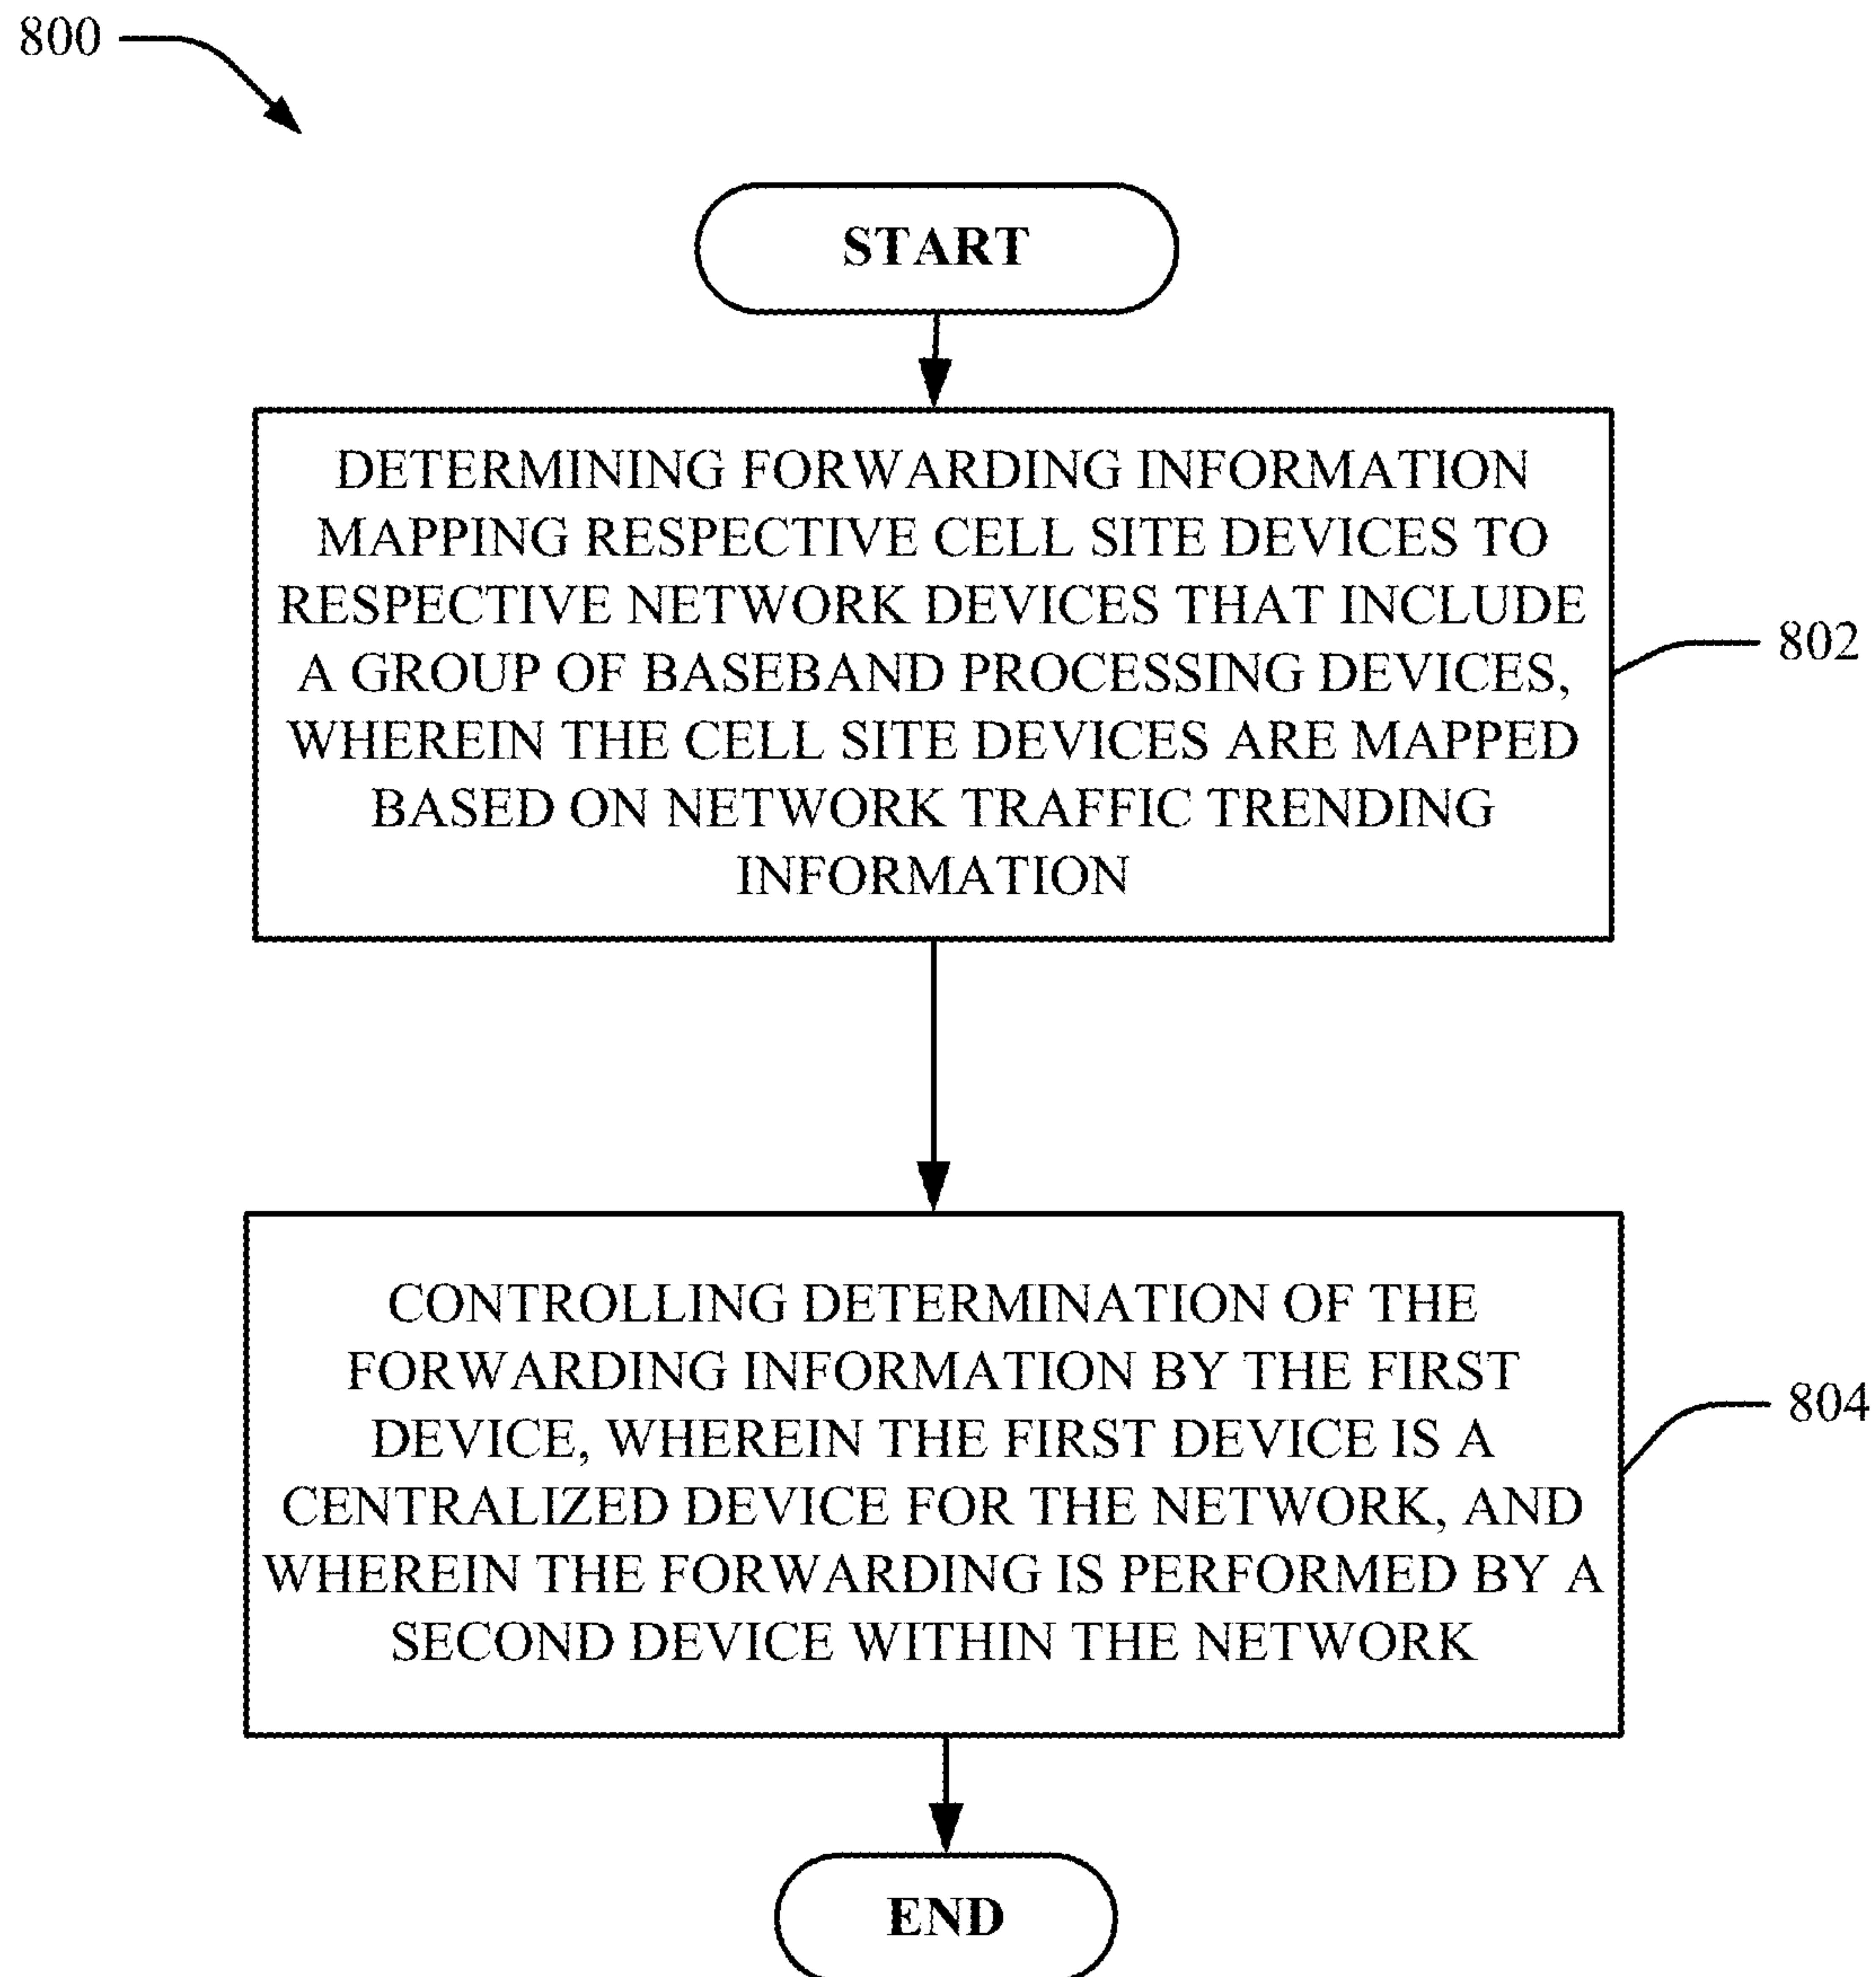 800
START
DETERMINING FORWARDING INFORMATION
MAPPING RESPECTIVE CELL SITE DEVICES TO
RESPECTIVE NETWORK DEVICES THAT INCLUDE
A GROUP OF BASEBAND PROCESSING DEVICES,
WHEREIN THE CELL SITE DEVICES ARE MAPPED
BASED ON NETWORK TRAFFIC TRENDING
INFORMATION
802
CONTROLLING DETERMINATION OF THE
FORWARDING INFORMATION BY THE FIRST
DEVICE, WHEREIN THE FIRST DEVICE IS A
CENTRALIZED DEVICE FOR THE NETWORK, AND
WHEREIN THE FORWARDING IS PERFORMED BY A
SECOND DEVICE WITHIN THE NETWORK
804
END